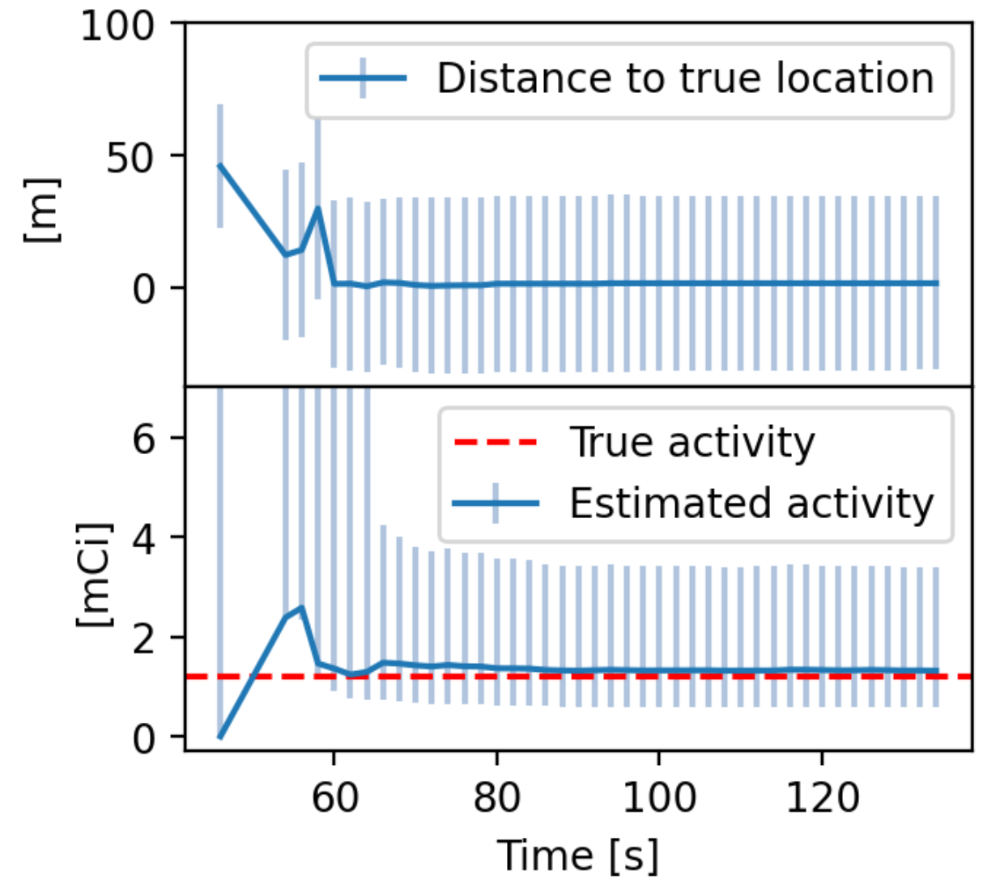 100
Distance to true location
50
[m]
0
6
True activity
Estimated activity
4
[mCi]
2
0
60 80 100 120
Time [s]